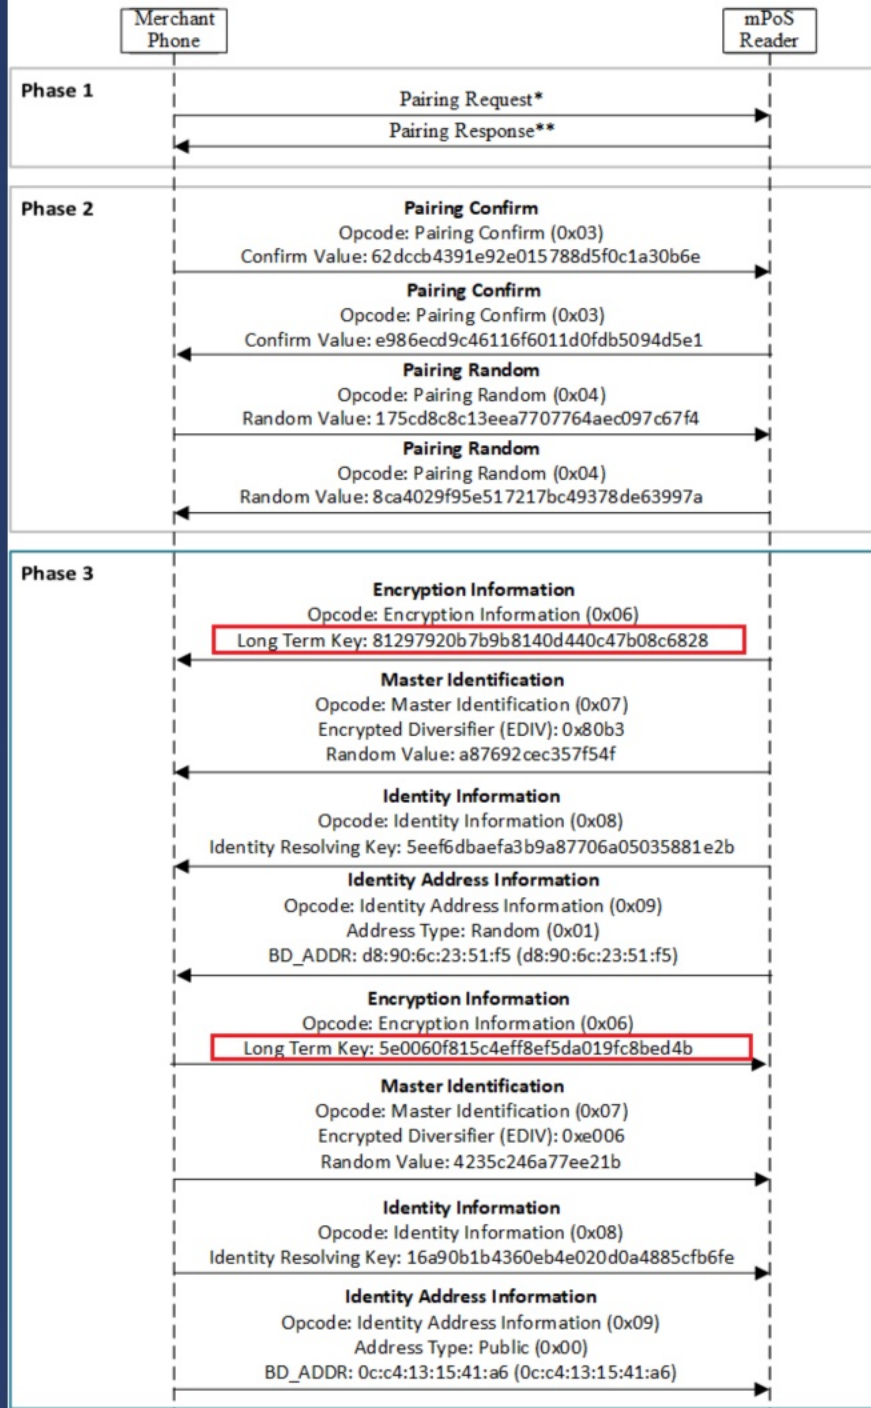 Merchant
Phone
mPoS
Reader
Phase 1
Pairing Request*
Pairing Response**
Phase 2
Pairing Confirm
Opcode: Pairing Confirm (0x03)
Confirm Value: 62dccb4391e92e015788d5f0c1a30b6e
Pairing Confirm
Opcode: Pairing Confirm (0x03)
Confirm Value: e986ecd9c46116f6011d0fdb5094d5e1
Pairing Random
Opcode: Pairing Random (0x04)
Random Value: 175cd8c8c13eea7707764aec097c67f4
Pairing Random
Opcode: Pairing Random (0x04)
Random Value: 8ca4029f95e517217bc49378de63997a
Phase 3
Encryption Information
Opcode: Encryption Information (0x06)
Long Term Key: 81297920b7b9b8140d440c47b08c6828
Master Identification
Opcode: Master Identification (0x07)
Encrypted Diversifier (EDIV): 0x80b3
Random Value: a87692cec357f54f
Identity Information
Opcode: Identity Information (0x08)
Identity Resolving Key: 5eef6dbaefa3b9a87706a05035881e2b
Identity Address Information
Opcode: Identity Address Information (0x09)
Address Type: Random (0x01)
BD_ADDR: d8:90:6c:23:51:f5 (d8:90:6c:23:51:f5)
Encryption Information
Opcode: Encryption Information (0x06)
Long Term Key: 5e0060f815c4eff8ef5da019fc8bed4b
Master Identification
Opcode: Master Identification (0x07)
Encrypted Diversifier (EDIV): 0xe006
Random Value: 4235c246a77ee21b
Identity Information
Opcode: Identity Information (0x08)
Identity Resolving Key: 16a90b1b4360eb4e020d0a4885cfb6fe
Identity Address Information
Opcode: Identity Address Information (0x09)
Address Type: Public (0x00)
BD_ADDR: 0c:c4:13:15:41:a6 (0c:c4:13:15:41:a6)